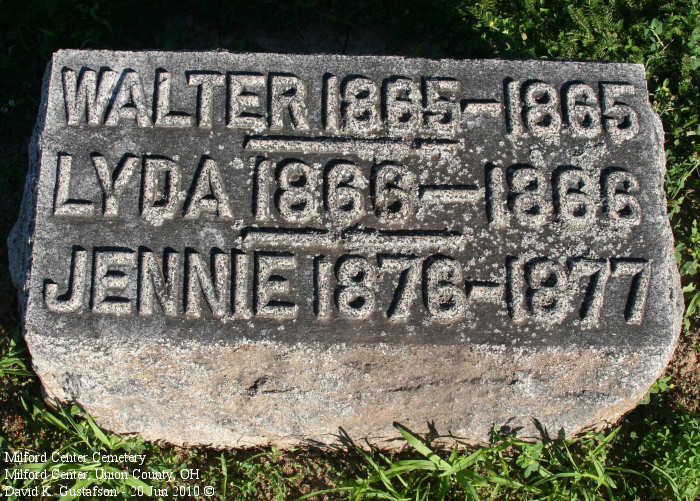 WALTER 1865-1865
LYDA 1866-1866
JENNIE 1876-1877
Milford Center Cemetery
Milford Center, Union County, OH
David K. Gustafson - 20 Jun 2010 ©